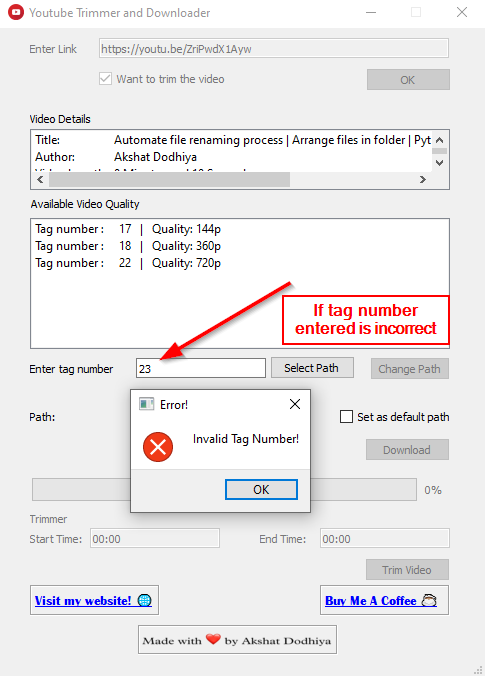 Youtube Trimmer and Downloader
Enter Link
https://youtu.be/ZriPwdX1Ayw
Want to trim the video
OK
Video Details
Title: Automate file renaming process | Arrange files in folder | Pyt
Author: Akshat Dodhiya
Available Video Quality
Tag number : 17 | Quality: 144p
Tag number : 18 | Quality: 360p
Tag number : 22 | Quality: 720p
If tag number
entered is incorrect
Enter tag number
23
Select Path
Change Path
Error!
Path:
Set as default path
Invalid Tag Number!
Download
OK
0%
Trimmer
Start Time:
00:00
End Time:
00:00
Trim Video
Visit my website!
Buy Me A Coffee
Made with ❤️ by Akshat Dodhiya